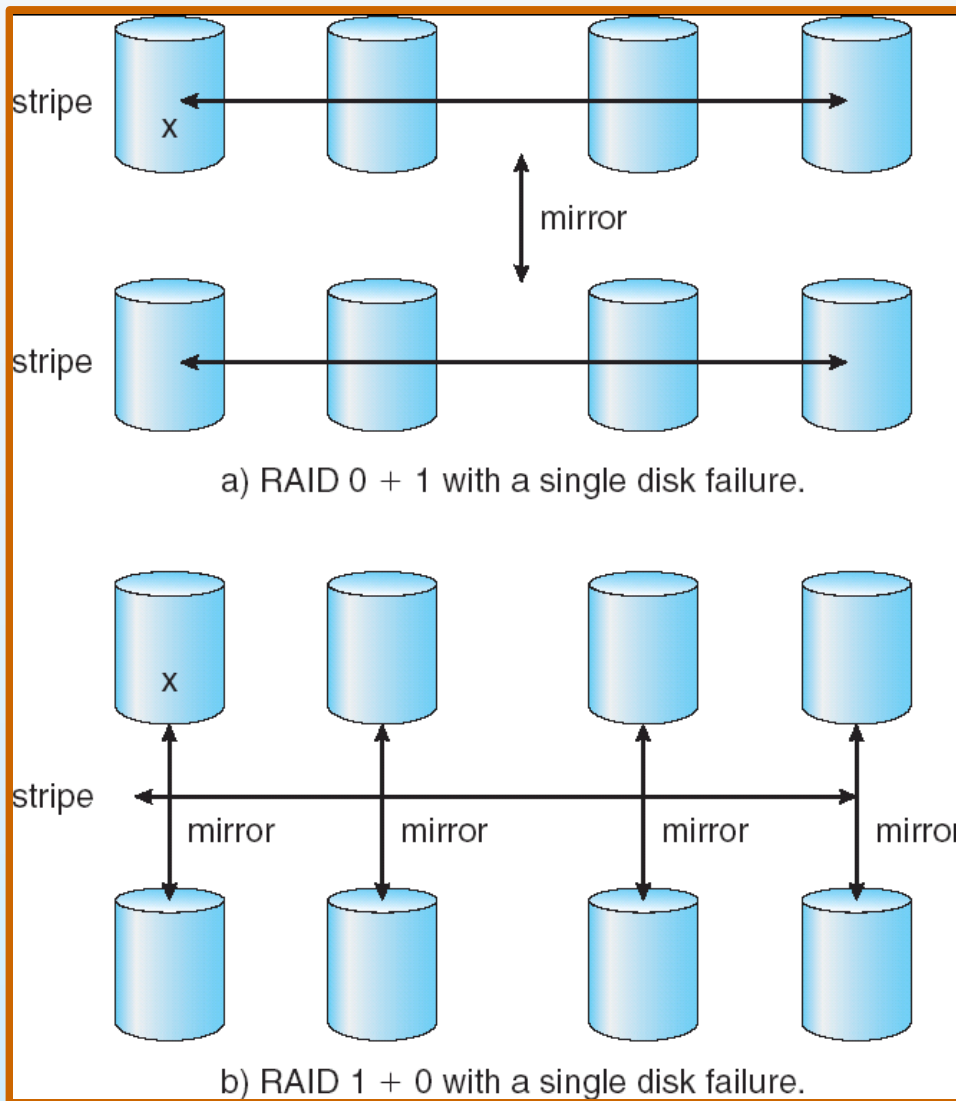 stripe
x
mirror
stripe
a) RAID 0 + 1 with a single disk failure.
x
stripe
mirror mirror mirror mirror
b) RAID 1 + 0 with a single disk failure.